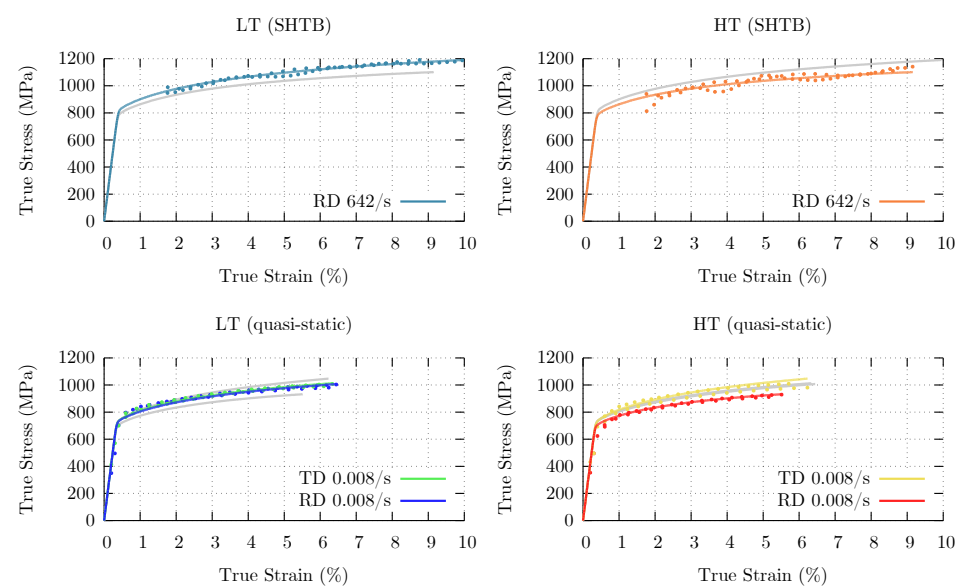 LT (SHTB)
True Stress (MPa)
1200
1000
800
600
400
200
0
RD 642/s
0 1 2 3 4 5 6 7 8 9 10
True Strain (%)
HT (SHTB)
True Stress (MPa)
1200
1000
800
600
400
200
0
RD 642/s
0 1 2 3 4 5 6 7 8 9 10
True Strain (%)
LT (quasi-static)
True Stress (MPa)
1200
1000
800
600
400
200
0
TD 0.008/s
RD 0.008/s
0 1 2 3 4 5 6 7 8 9 10
True Strain (%)
HT (quasi-static)
True Stress (MPa)
1200
1000
800
600
400
200
0
TD 0.008/s
RD 0.008/s
0 1 2 3 4 5 6 7 8 9 10
True Strain (%)